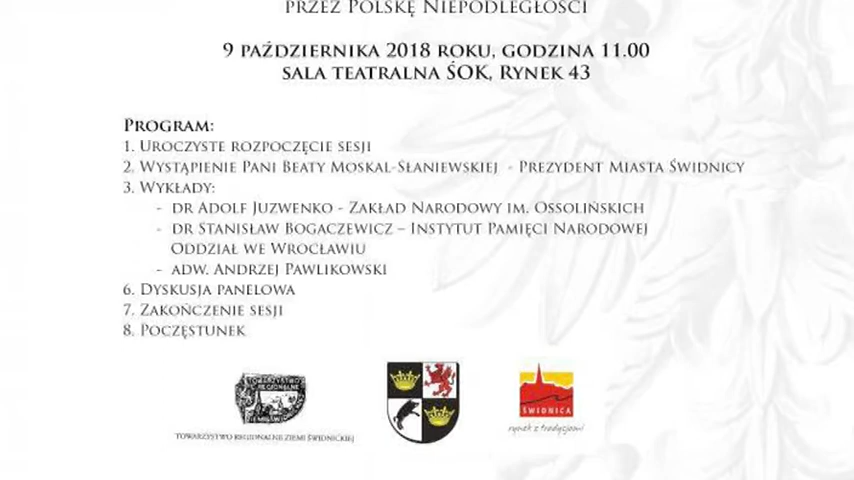 PRZEZ POLSKĘ NIEPODLEGŁOŚCI
9 PAŹDZIERNIKA 2018 ROKU, GODZINA 11.00
SALA TEATRALNA ŚOK, RYNEK 43
PROGRAM:
1. UROCZYSTE ROZPOCZĘCIE SESJI
2. WYSTĄPIENIE PANI BEATY MOSKAL-SŁANIEWSKIEJ - PREZYDENT MIASTA ŚWIDNICY
3. WYKŁADY:
- DR ADOLF JUZWENKO - ZAKŁAD NARODOWY IM. OSSOLIŃSKICH
- DR STANISŁAW BOGACZEWICZ – INSTYTUT PAMIĘCI NARODOWEJ
ODDZIAŁ WE WROCŁAWIU
- ADW. ANDRZEJ PAWLIKOWSKI
6. DYSKUSJA PANELOWA
7. ZAKOŃCZENIE SESJI
8. POCZĘSTUNEK
TOWARZYSTWO
REGIONALNE
TOWARZYSTWO REGIONALNE ZIEMI ŚWIDNICKIEJ
ŚWIDNICA
rynek z tradycjami